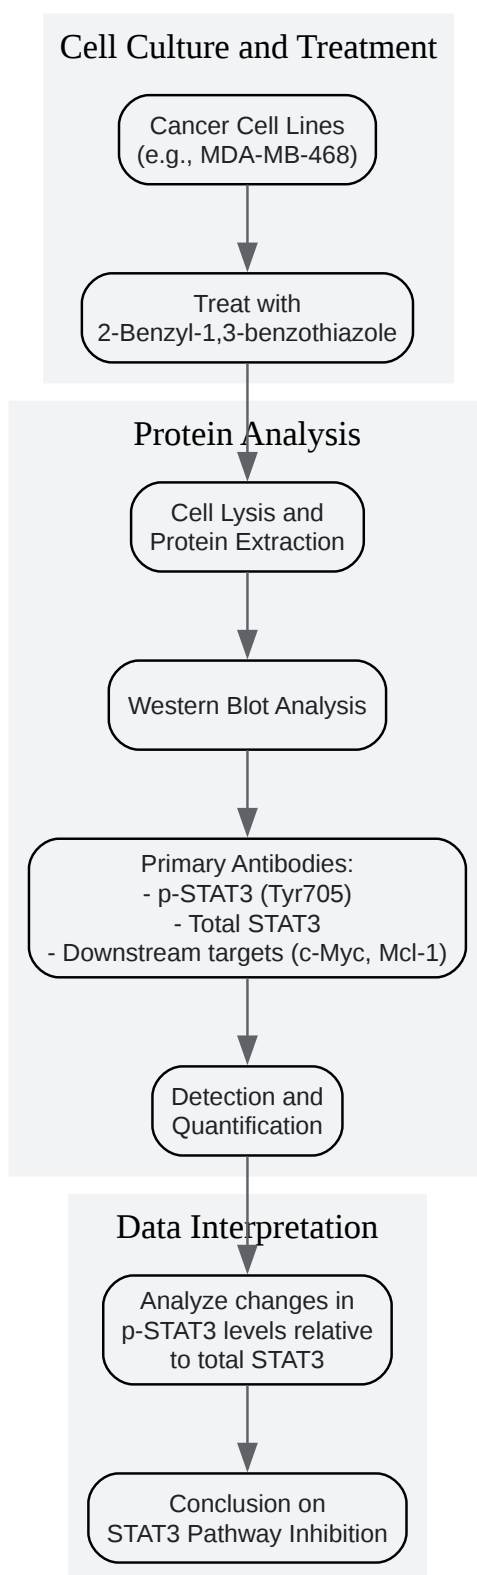 Cell Culture and Treatment
Cancer Cell Lines
(e.g., MDA-MB-468)
Treat with
2-Benzyl-1,3-benzothiazole
Protein Analysis
Cell Lysis and
Protein Extraction
Western Blot Analysis
Primary Antibodies:
- p-STAT3 (Tyr705)
- Total STAT3
- Downstream targets (c-Myc, Mcl-1)
Detection and
Quantification
Data Interpretation
Analyze changes in
p-STAT3 levels relative
to total STAT3
Conclusion on
STAT3 Pathway Inhibition